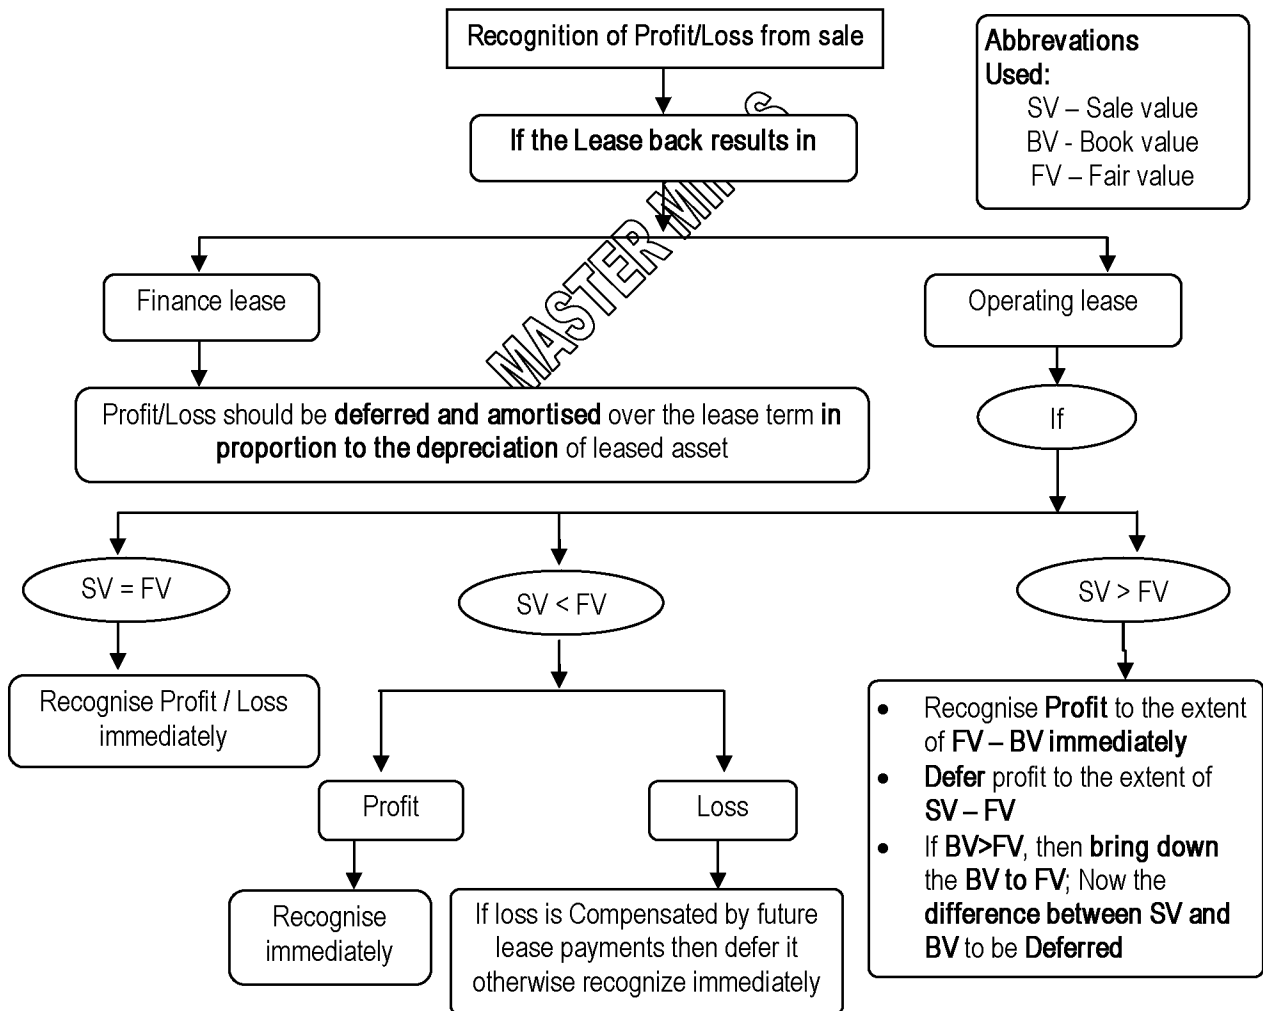 Recognition of Profit/Loss from sale
Abbrevations
Used:
SV – Sale value
BV - Book value
FV – Fair value
If the Lease back results in
MASTER MINDS
Finance lease
Operating lease
Profit/Loss should be deferred and amortised over the lease term in
proportion to the depreciation of leased asset
If
SV = FV
SV < FV
SV > FV
Recognise Profit / Loss
immediately
Profit
Loss
Recognise
immediately
If loss is Compensated by future
lease payments then defer it
otherwise recognize immediately
• Recognise Profit to the extent
of FV – BV immediately
• Defer profit to the extent of
SV – FV
• If BV>FV, then bring down
the BV to FV; Now the
difference between SV and
BV to be Deferred